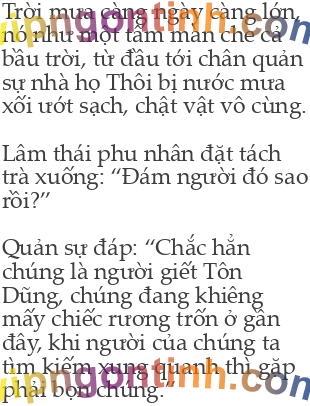 Trời mưa càng ngày càng lớn,
nó như một tấm màn che cả
bầu trời, từ đầu tới chân quản
sự nhà họ Thôi bị nước mưa
xối ướt sạch, chật vật vô cùng.
Lâm thái phu nhân đặt tách
trà xuống: “Đám người đó sao
rồi?”
Quản sự đáp: “Chắc hẳn
chúng là người giết Tôn
Dũng, chúng đang khiêng
mấy chiếc rương trốn ở gần
đây, khi người của chúng ta
tìm kiếm xung quanh thì gặp
phải bọn chúng.”
vipngontinh.com
vipngontinh.com